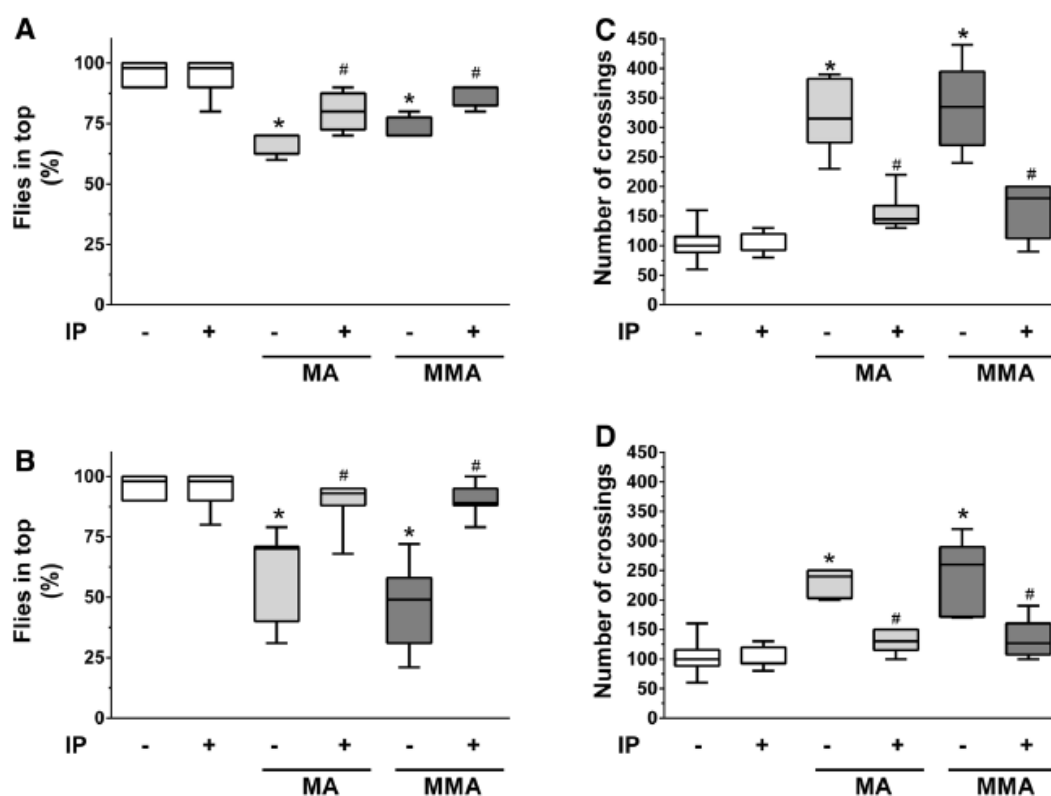 A
Flies in top
(%)
100
75
50
25
0
* # * #
IP - + - + - +
MA MMA
C
Number of crossings
450
400
350
300
250
200
150
100
50
0
* # * #
IP - + - + - +
MA MMA
B
Flies in top
(%)
100
75
50
25
0
* # * #
IP - + - + - +
MA MMA
D
Number of crossings
450
400
350
300
250
200
150
100
50
0
* # * #
IP - + - + - +
MA MMA